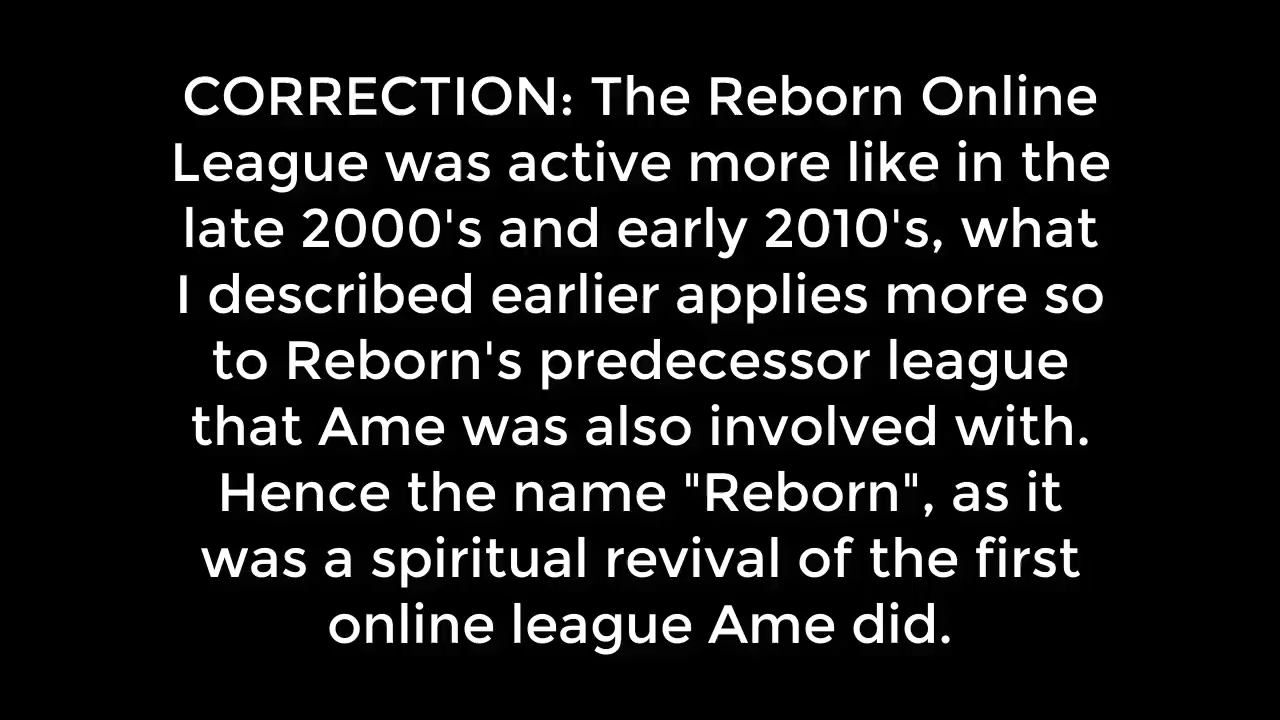 CORRECTION: The Reborn Online
League was active more like in the
late 2000's and early 2010's, what
I described earlier applies more so
to Reborn's predecessor league
that Ame was also involved with.
Hence the name "Reborn", as it
was a spiritual revival of the first
online league Ame did.